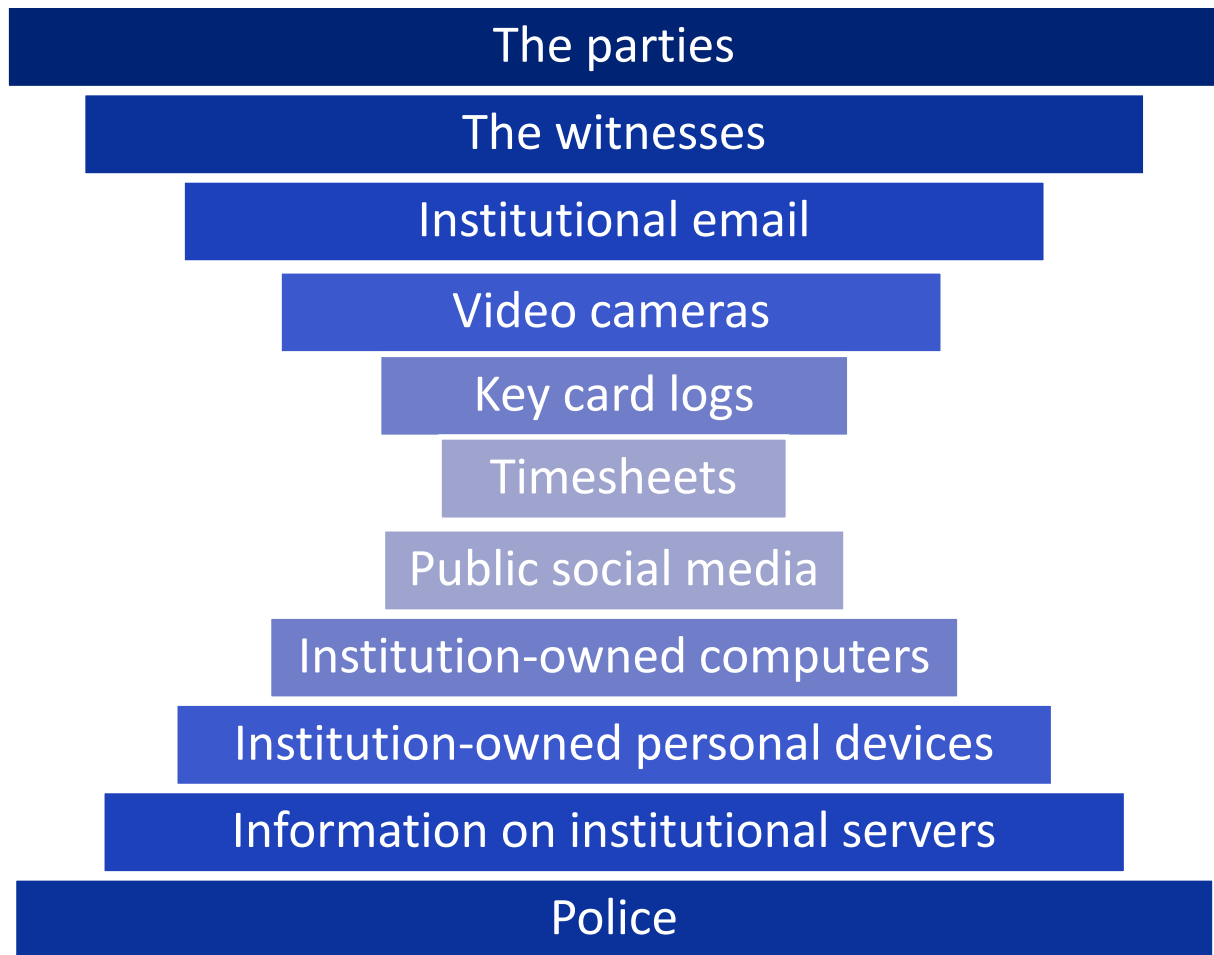 The parties
The witnesses
Institutional email
Video cameras
Key card logs
Timesheets
Public social media
Institution-owned computers
Institution-owned personal devices
Information on institutional servers
Police